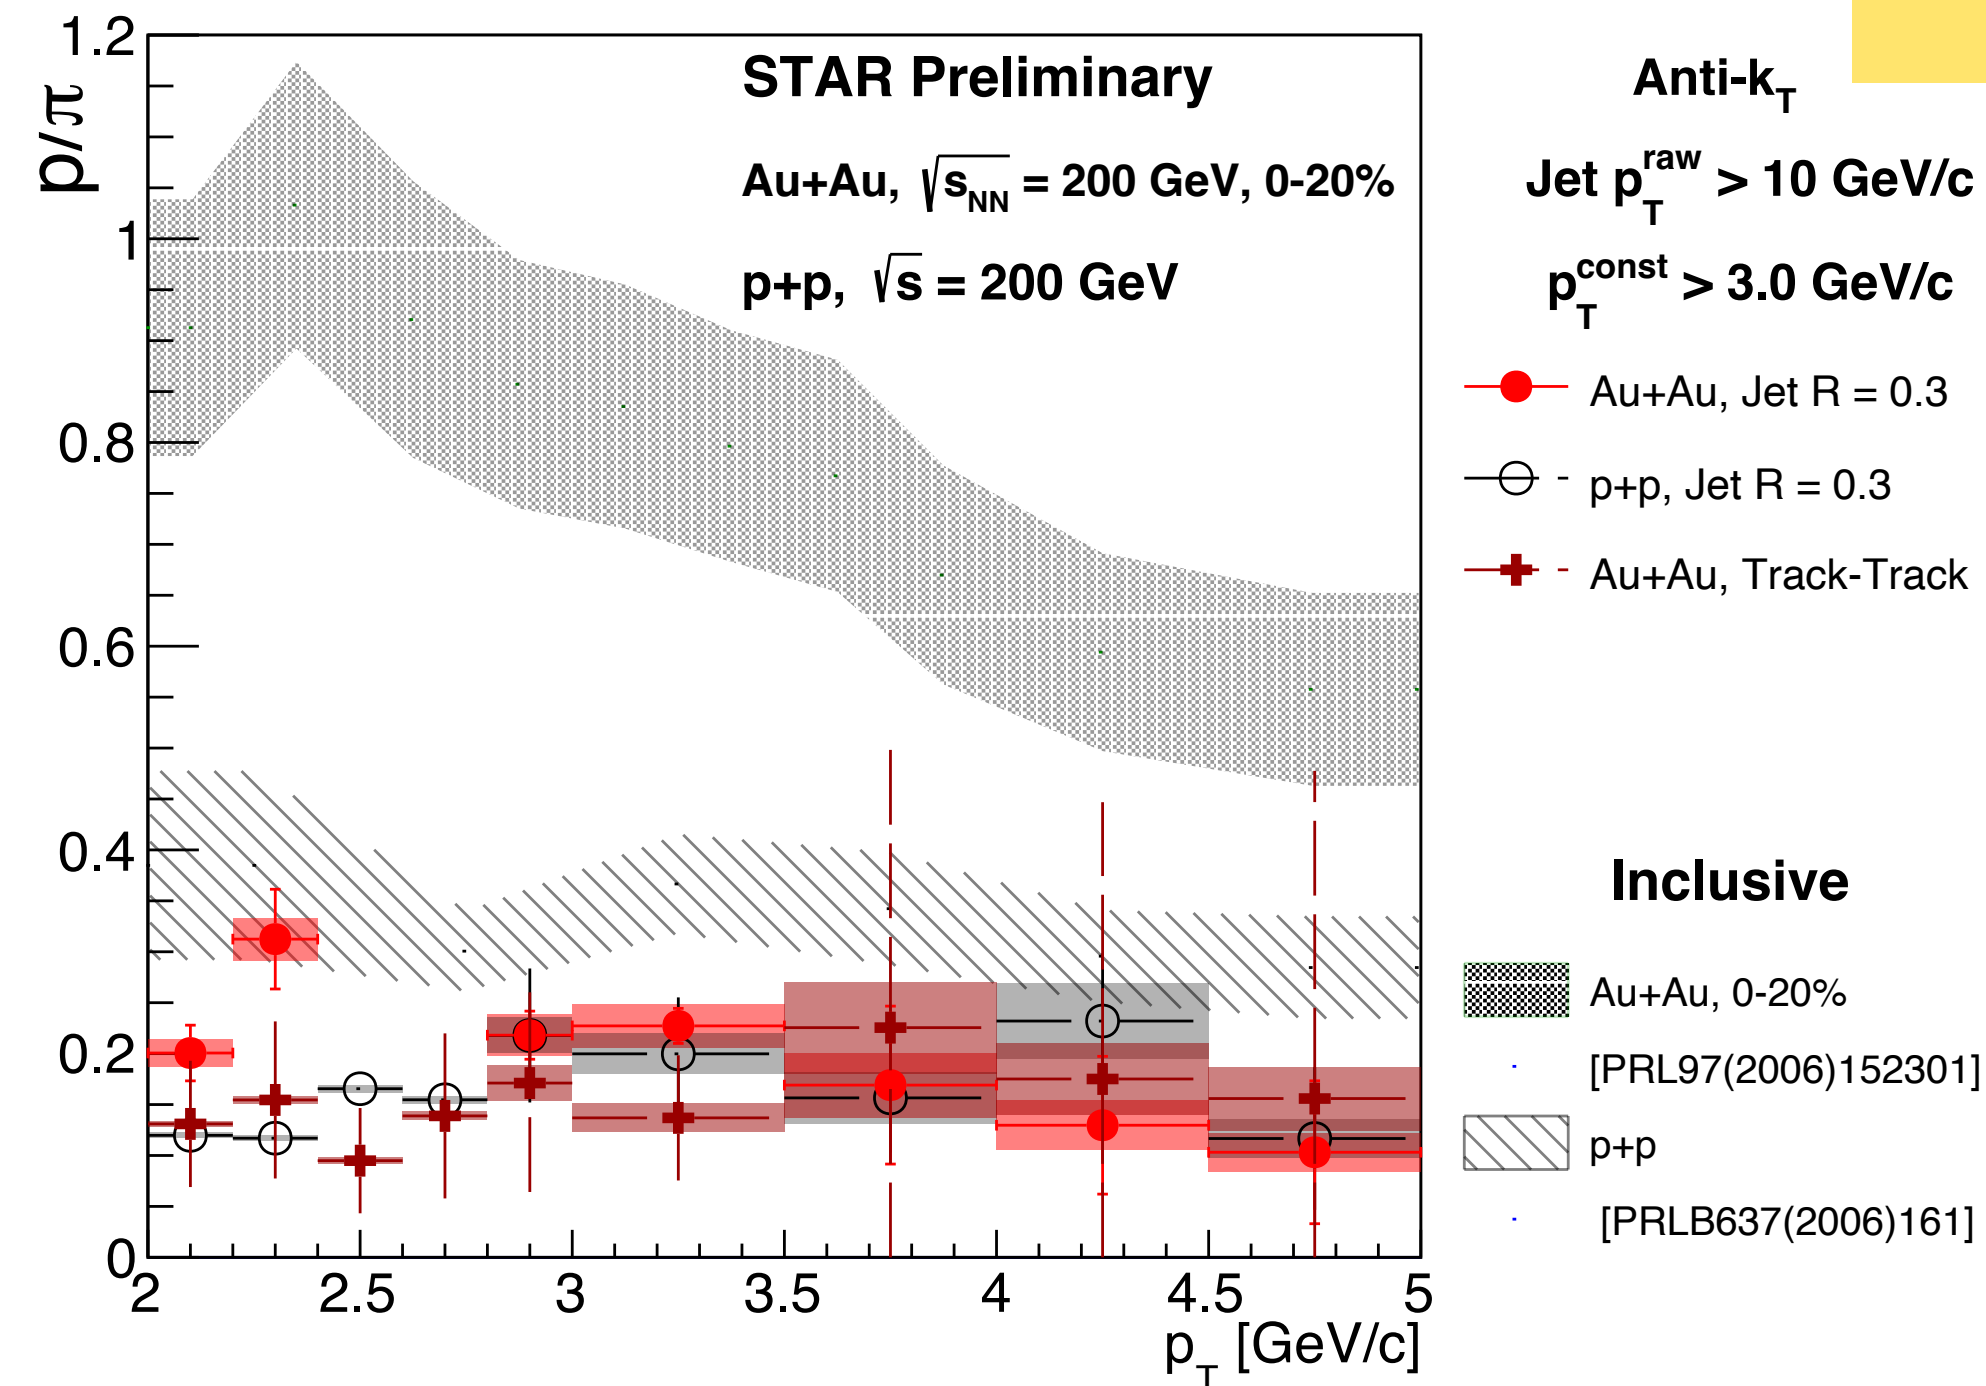 1.2
1
0.8
0.6
0.4
0.2
0
p/π
STAR Preliminary
Au+Au, √s_NN = 200 GeV, 0-20%
p+p, √s = 200 GeV
2 2.5 3 3.5 4 4.5 5
p_T [GeV/c]
Anti-k_T
Jet p_T^raw > 10 GeV/c
p_T^const > 3.0 GeV/c
Au+Au, Jet R = 0.3
p+p, Jet R = 0.3
Au+Au, Track-Track
Inclusive
Au+Au, 0-20%
[PRL97(2006)152301]
p+p
[PRLB637(2006)161]